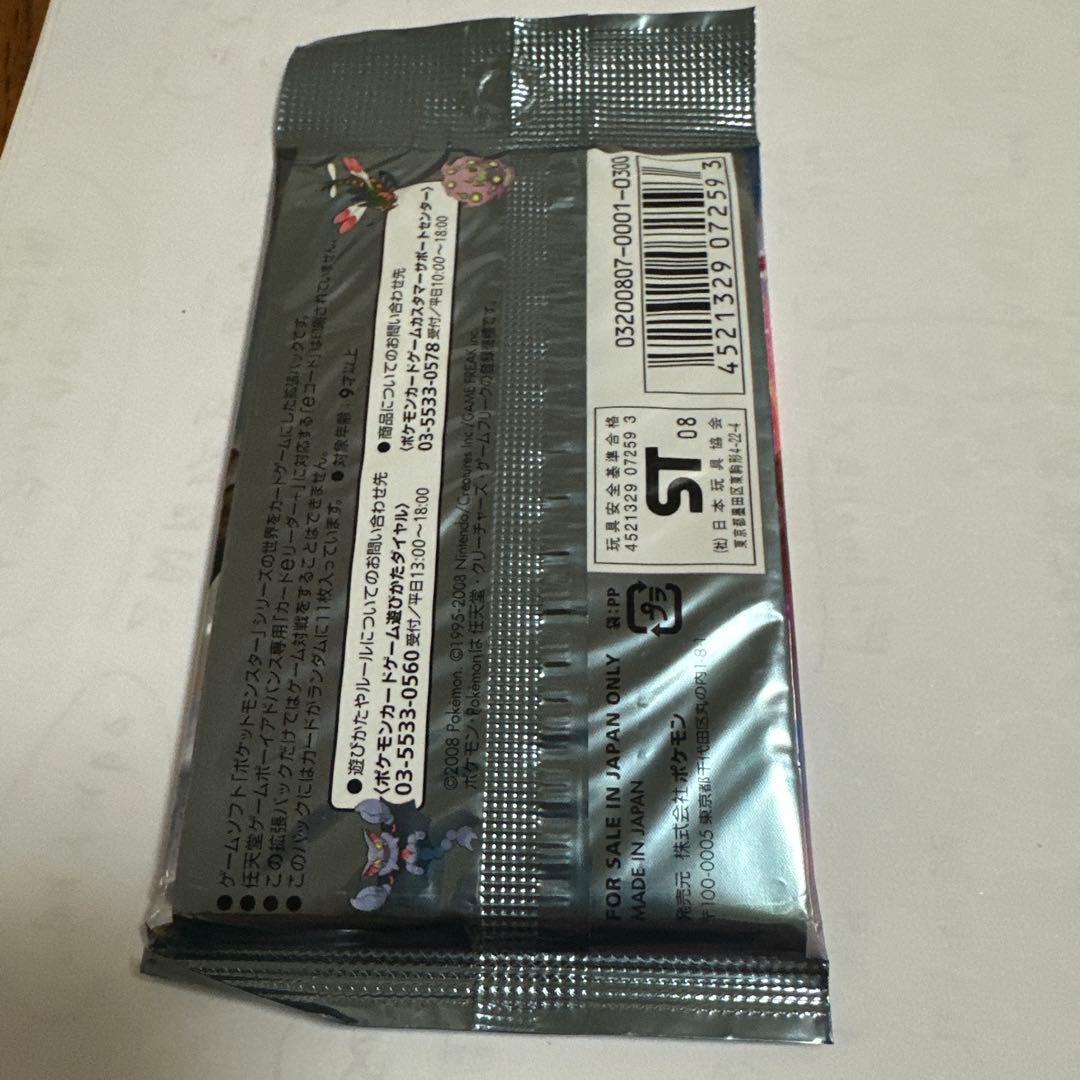 ●ゲームソフト「ポケットモンスター」シリーズの世界をカードゲームにした拡張パックです。
●任天堂ゲームボーイアドバンス専用「カードeリーダー+」に対応する「eコード」は印刷されていません。
●この拡張パックだけではゲーム対戦をすることはできません。
●このパックにはカードがランダムに11枚入っています。 ●対象年齢:9才以上
●遊びかたやルールについてのお問い合わせ先
〈ポケモンカードゲーム遊びかたダイヤル〉
03-5533-0560 受付/平日13:00〜18:00
●商品についてのお問い合わせ先
〈ポケモンカードゲームカスタマーサポートセンター〉
03-5533-0578 受付/平日10:00〜18:00
©2008 Pokémon. ©1995-2008 Nintendo/Creatures Inc./GAME FREAK inc.
ポケモン・Pokémonは任天堂・クリーチャーズ・ゲームフリークの登録商標です。
FOR SALE IN JAPAN ONLY
MADE IN JAPAN
袋:PP
プラ
発売元 株式会社ポケモン
〒100-0005 東京都千代田区丸の内1-8-1
玩具安全基準合格
4521329 07259 3
ST 08
(社)日本玩具協会
東京都墨田区東駒形4-22-4
03200807-0001-0300
4521329 072593